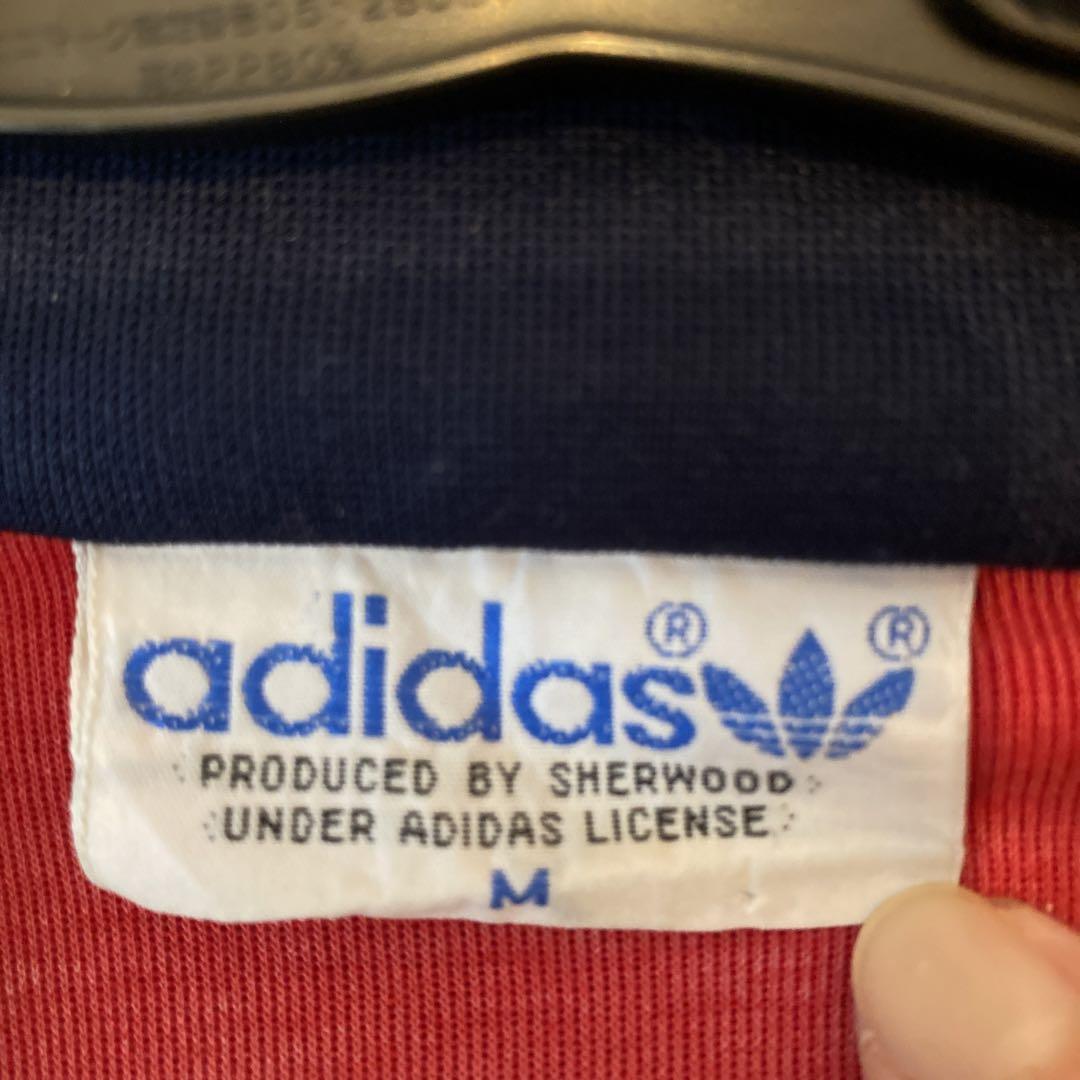 adidas®®
PRODUCED BY SHERWOOD
UNDER ADIDAS LICENSE
M